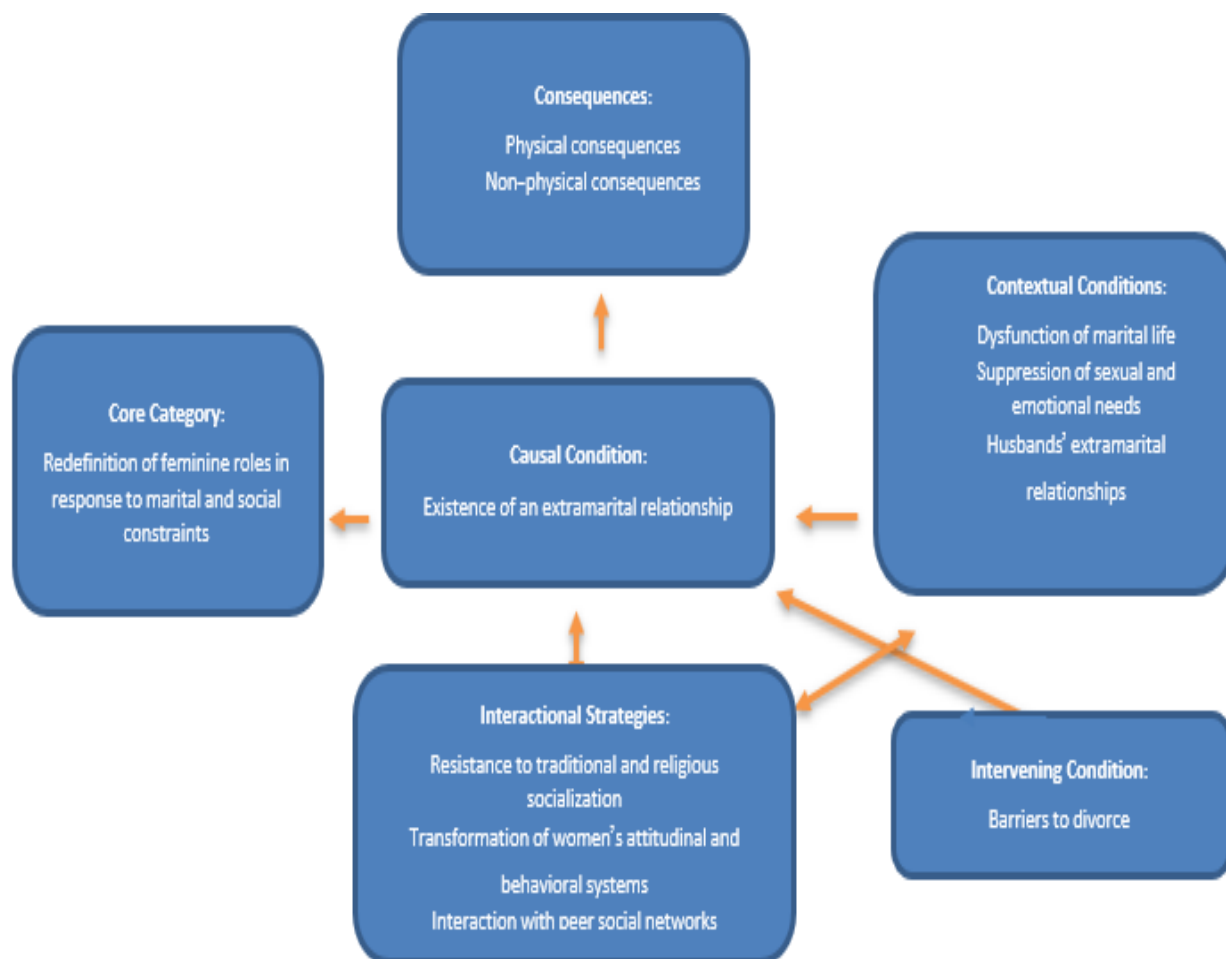 Consequences:
Physical consequences
Non-physical consequences
Contextual Conditions:
Dysfunction of marital life
Suppression of sexual and
emotional needs
Husbands' extramarital
relationships
Core Category:
Redefinition of feminine roles in
response to marital and social
constraints
Causal Condition:
Existence of an extramarital relationship
Interactional Strategies:
Resistance to traditional and religious
socialization
Transformation of women's attitudinal and
behavioral systems
Interaction with peer social networks
Intervening Condition:
Barriers to divorce